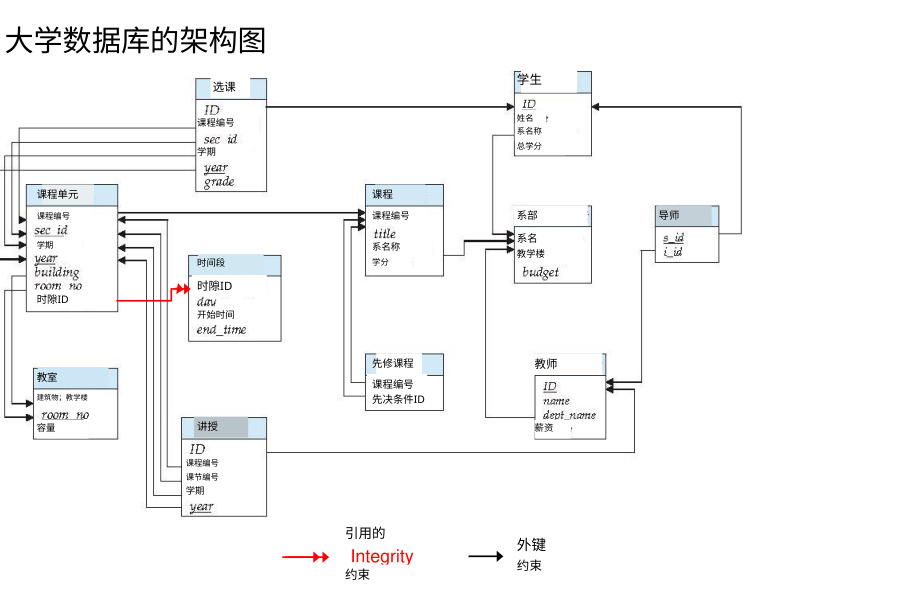 大学数据库的架构图
选课
ID
课程编号
sec_id
学期
year
grade
学生
ID
姓名
系名称
总学分
课程单元
课程编号
sec_id
学期
year
building
room_no
时隙ID
课程
课程编号
title
系名称
学分
系部
系名
教学楼
budget
导师
s_id
i_id
时间段
时隙ID
day
开始时间
end_time
教室
建筑物；教学楼
room_no
容量
先修课程
课程编号
先决条件ID
教师
ID
name
dept_name
薪资
讲授
ID
课程编号
课节编号
学期
year
引用的
Integrity
约束
外键
约束